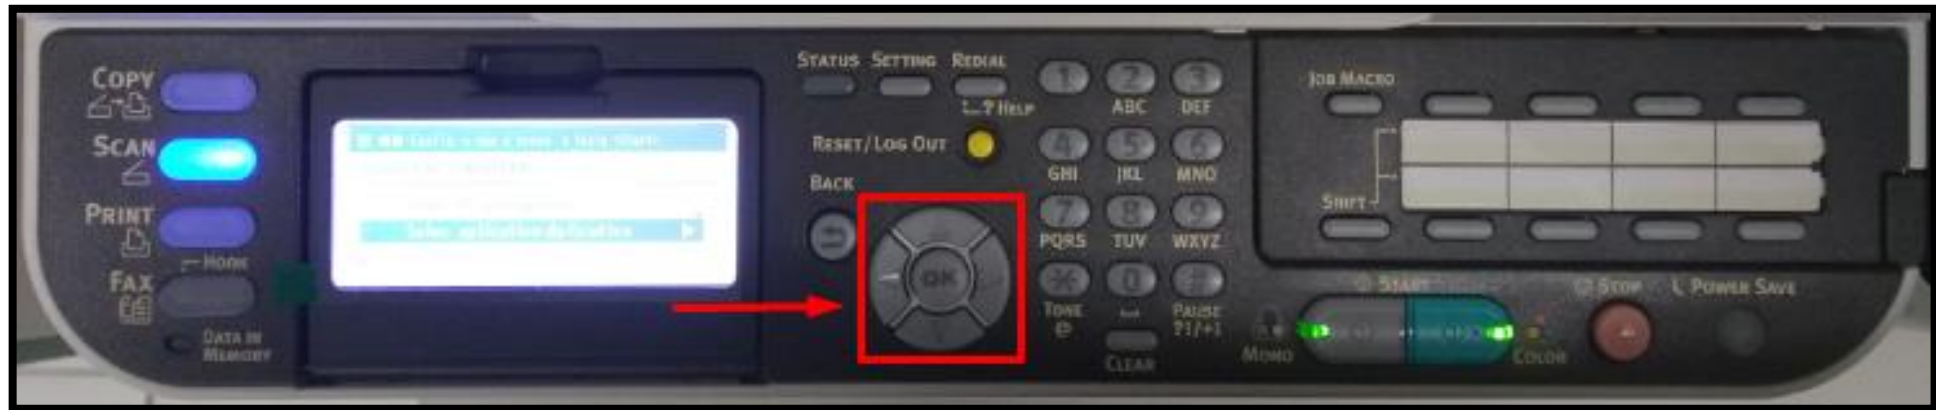 COPY
SCAN
PRINT
HOOK
FAX
DATA IN
MEMORY
STATUS SETTING REDIAL
? HELP
RESET/LOG OUT
BACK
OK
1 2 3
ABC DEF
4 5 6
GHI JKL MNO
7 8 9
PQRS TUV WXYZ
* 0 #
TONE PAUSE
CLEAR
JOB MACRO
SHIFT
START STOP POWER SAVE
MONO COLOR